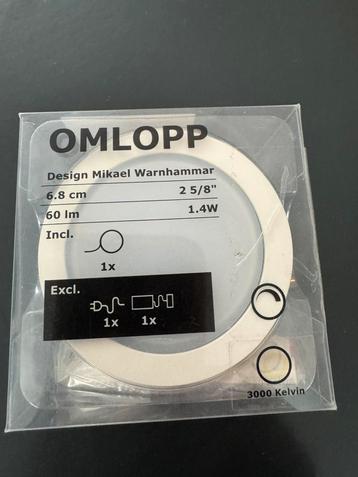 OMLOPP
Design Mikael Warnhammar
6.8 cm 2 5/8"
60 lm 1.4W
Incl.
1x
Excl.
1x 1x
3000 Kelvin